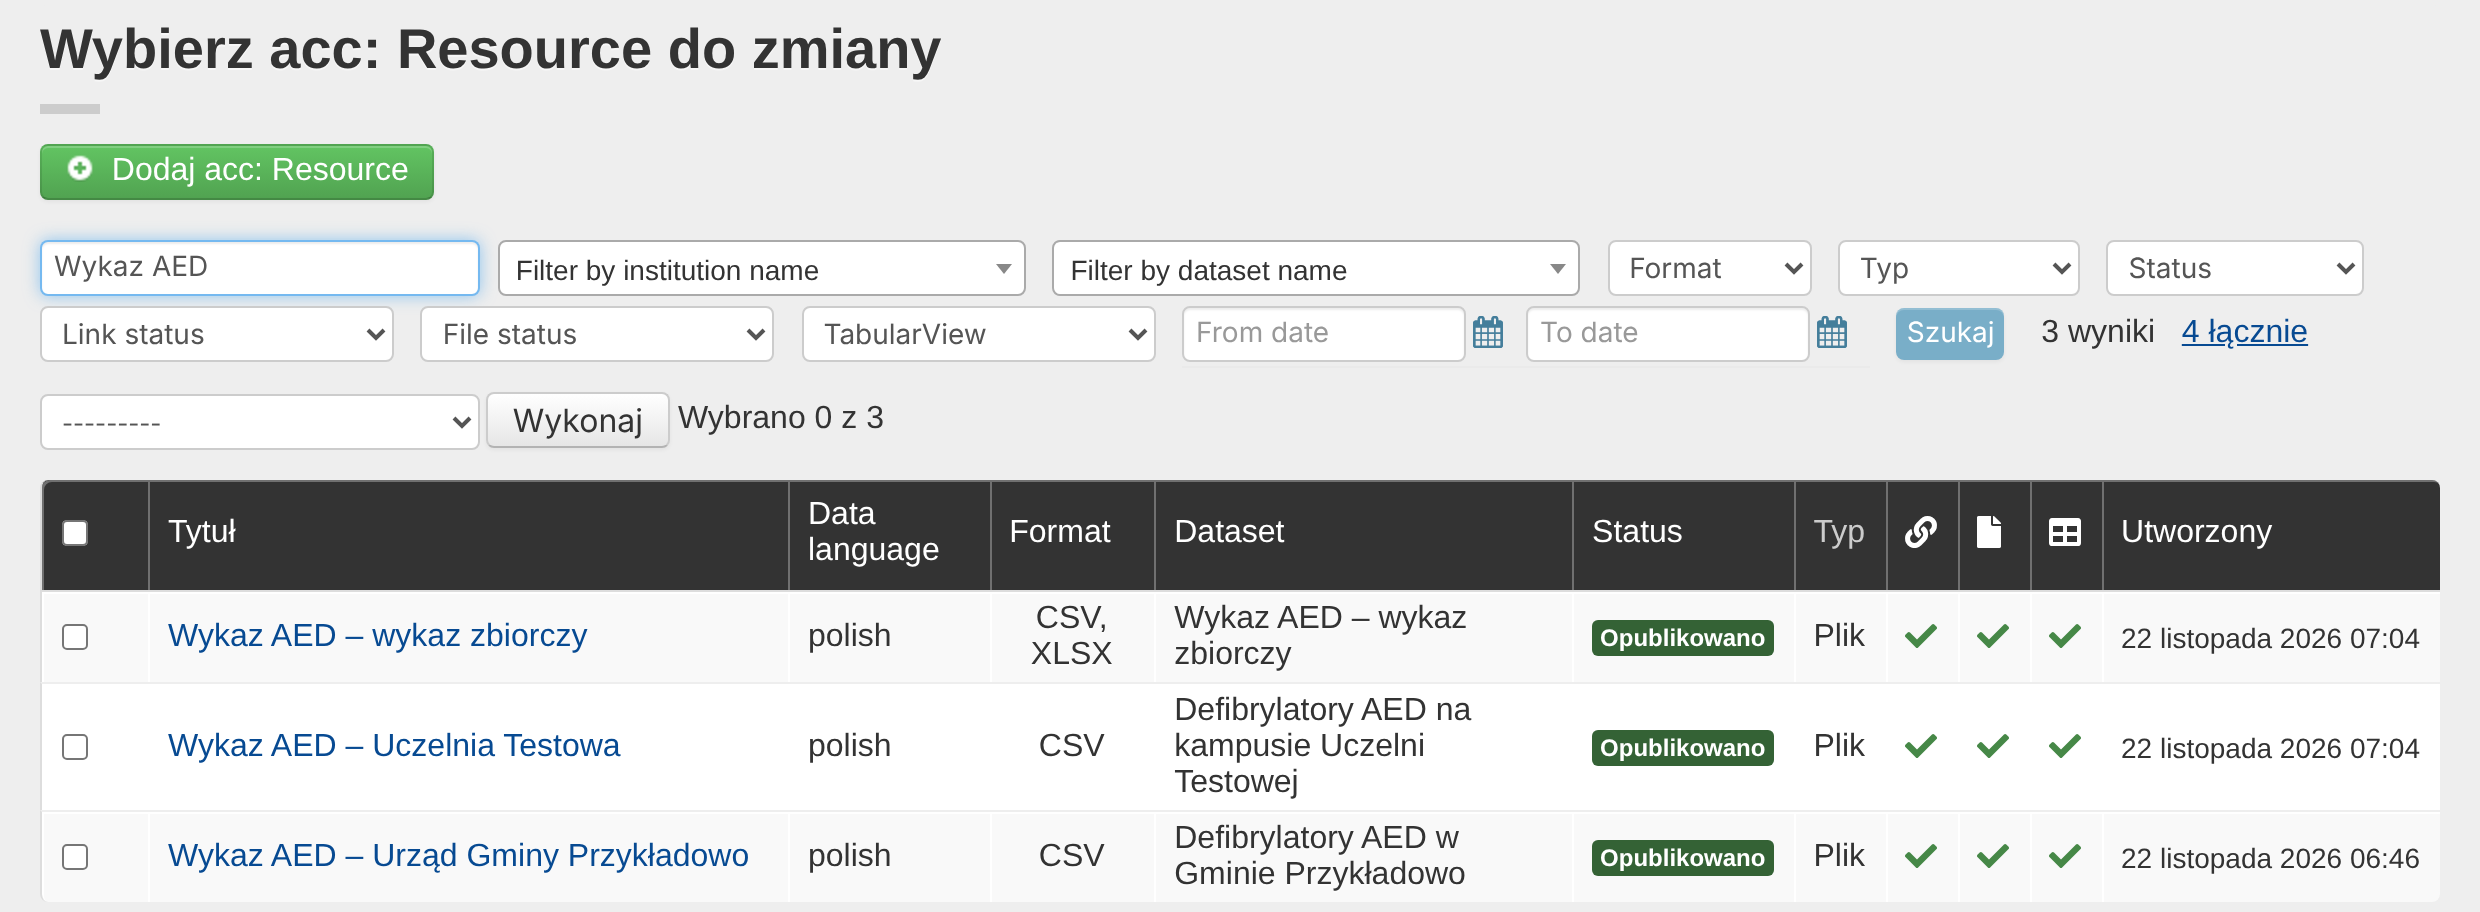 Wybierz acc: Resource do zmiany
Dodaj acc: Resource
Wykaz AED
Filter by institution name
Filter by dataset name
Format
Typ
Status
Link status
File status
TabularView
From date
To date
Szukaj
3 wyniki
4 łącznie
---------
Wykonaj
Wybrano 0 z 3
Tytuł
Data
language
Format
Dataset
Status
Typ
Utworzony
Wykaz AED – wykaz zbiorczy
polish
CSV,
XLSX
Wykaz AED – wykaz
zbiorczy
Opublikowano
Plik
22 listopada 2026 07:04
Wykaz AED – Uczelnia Testowa
polish
CSV
Defibrylatory AED na
kampusie Uczelni
Testowej
Opublikowano
Plik
22 listopada 2026 07:04
Wykaz AED – Urząd Gminy Przykładowo
polish
CSV
Defibrylatory AED w
Gminie Przykładowo
Opublikowano
Plik
22 listopada 2026 06:46